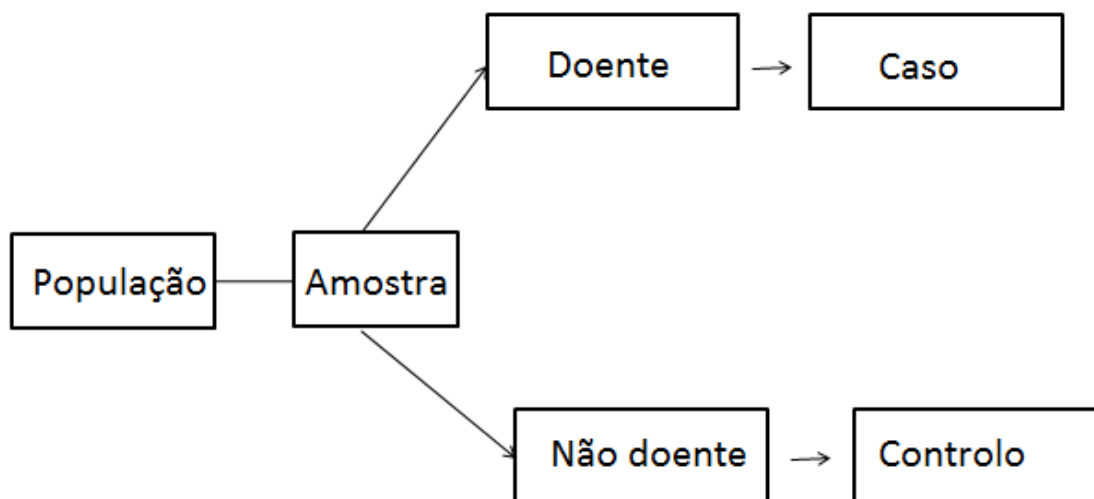 Doente
Caso
População
Amostra
Não doente
Controlo